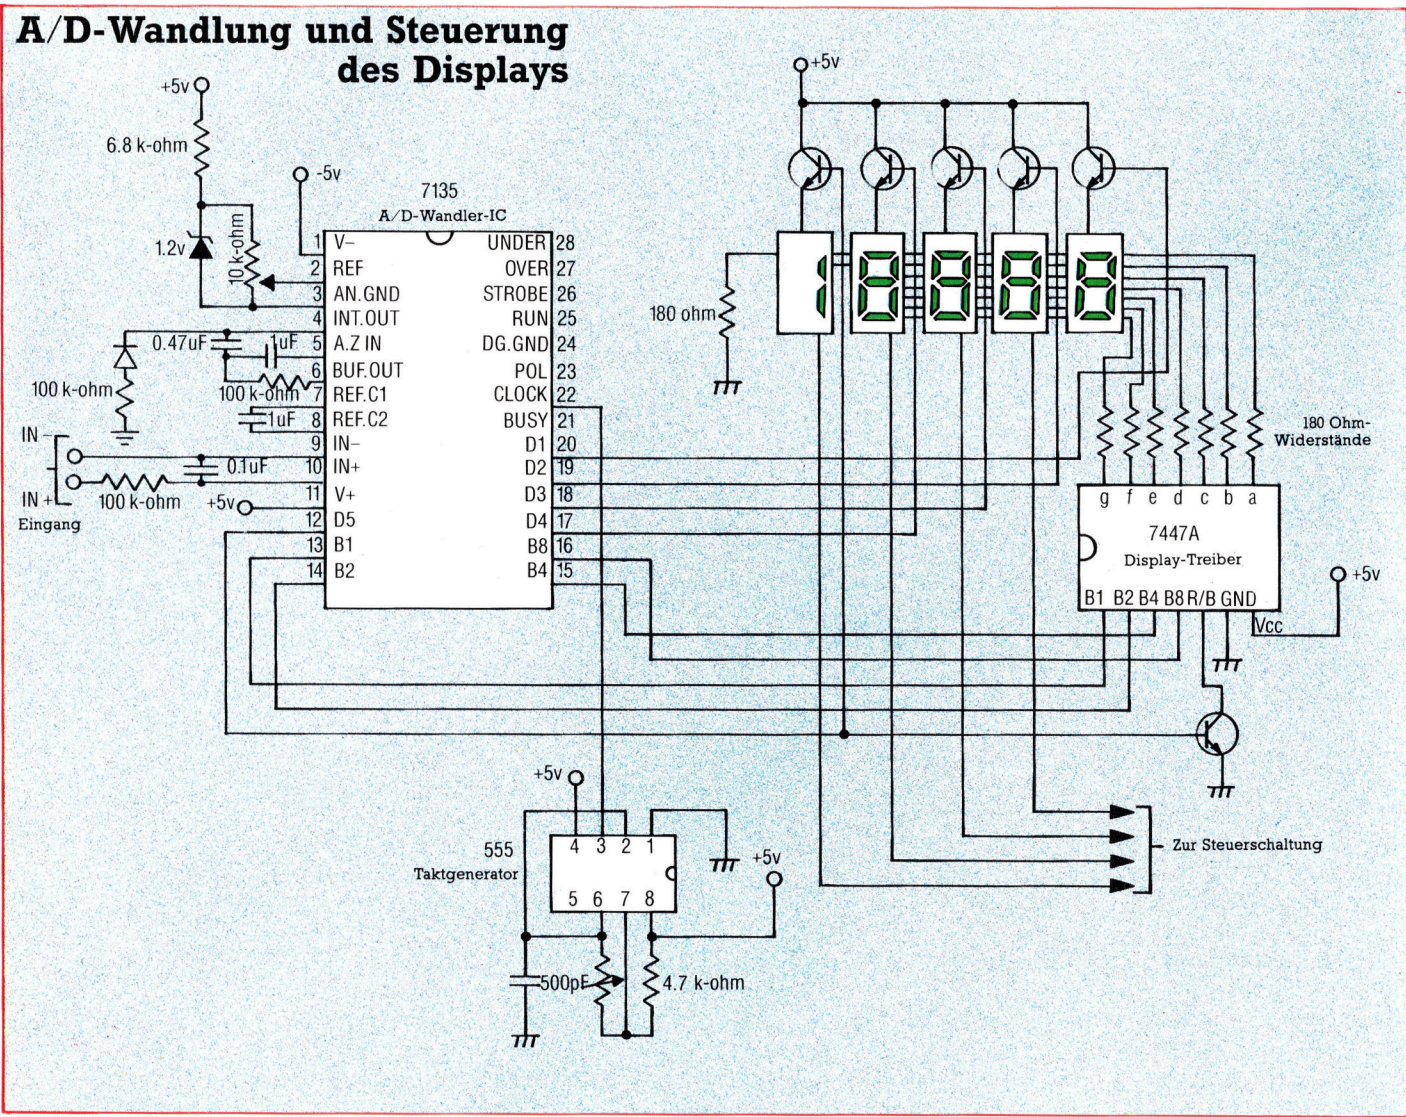 A/D-Wandlung und Steuerung
des Displays
+5v
6.8 k-ohm
-5v
1.2v
10 k-ohm
7135
A/D-Wandler-IC
1 V– UNDER 28
2 REF OVER 27
3 AN.GND STROBE 26
4 INT.OUT RUN 25
5 A.Z IN DG.GND 24
6 BUF.OUT POL 23
7 REF.C1 CLOCK 22
8 REF.C2 BUSY 21
9 IN– D1 20
10 IN+ D2 19
11 V+ D3 18
12 D5 D4 17
13 B1 B8 16
14 B2 B4 15
0.47uF
1uF
100 k-ohm
100 k-ohm
1uF
IN –
0.1uF
IN +
100 k-ohm
+5v
Eingang
+5v
180 ohm
180 Ohm-
Widerstände
g f e d c b a
7447A
Display-Treiber
B1 B2 B4 B8 R/B GND
Vcc
+5v
+5v
555
Taktgenerator
4 3 2 1
5 6 7 8
+5v
500pF
4.7 k-ohm
Zur Steuerschaltung